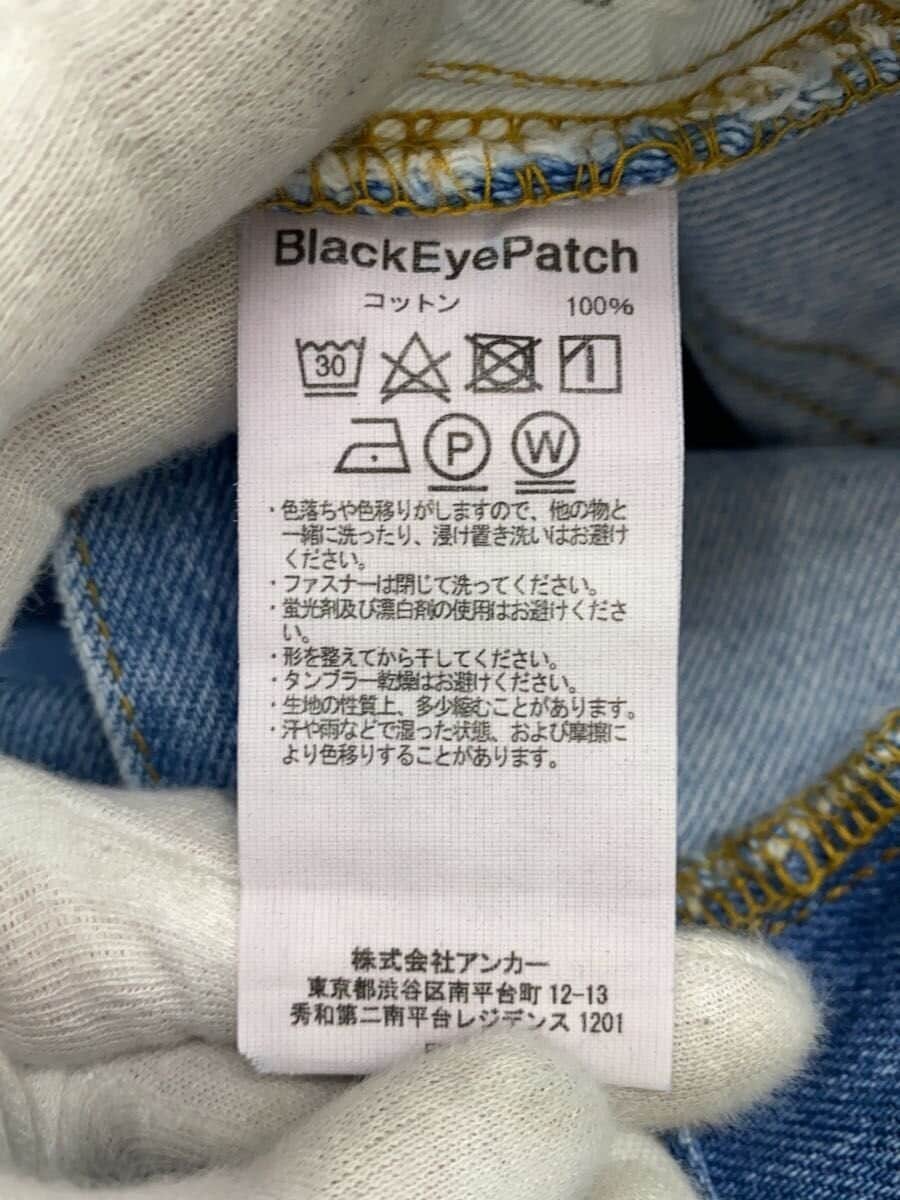 BlackEyePatch
コットン 100%
30
P W
・色落ちや色移りがしますので、他の物と
一緒に洗ったり、浸け置き洗いはお避け
ください。
・ファスナーは閉じて洗ってください。
・蛍光剤及び漂白剤の使用はお避けくださ
い。
・形を整えてから干してください。
・タンブラー乾燥はお避けください。
・生地の性質上、多少縮むことがあります。
・汗や雨などで湿った状態、および摩擦に
より色移りすることがあります。
株式会社アンカー
東京都渋谷区南平台町 12-13
秀和第二南平台レジデンス 1201